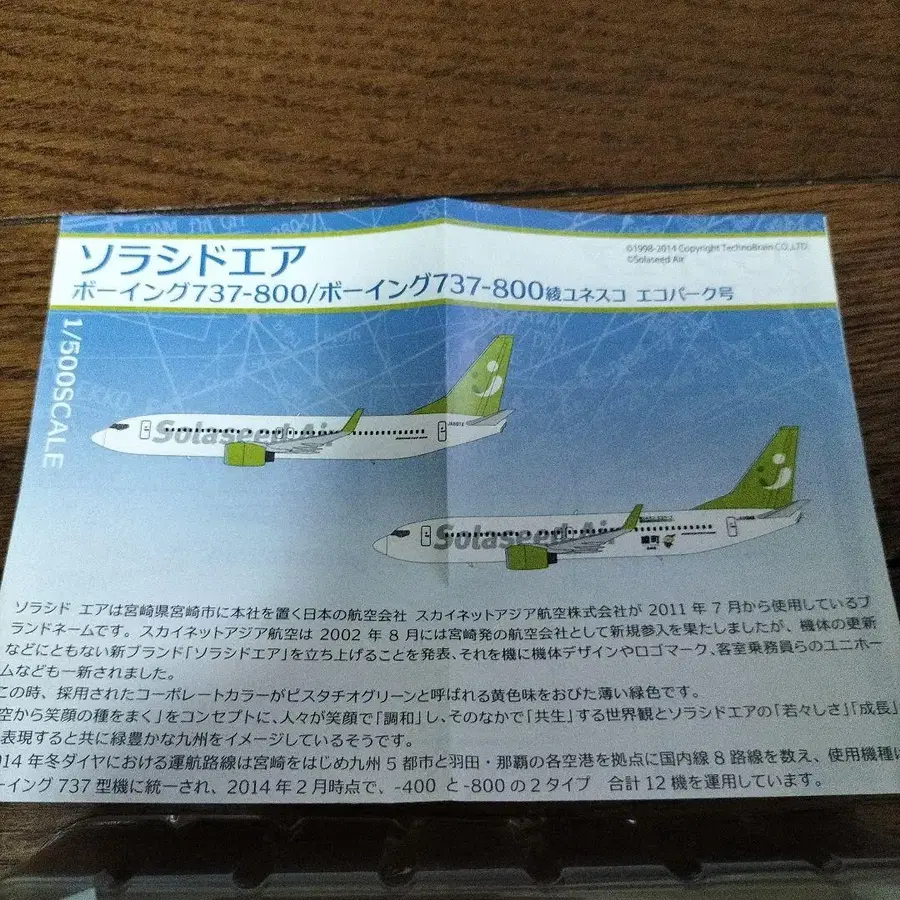 ソラシドエア
ボーイング737-800/ボーイング737-800綾ユネスコ エコパーク号
©1998-2014 Copyright TechnoBrain CO.,LTD.
©Solaseed Air
1/500SCALE
Solaseed Air
Solaseed Air
綾町
ソラシド エアは宮崎県宮崎市に本社を置く日本の航空会社 スカイネットアジア航空株式会社が 2011 年 7 月から使用しているブ
ランドネームです。スカイネットアジア航空は 2002 年 8 月には宮崎発の航空会社として新規参入を果たしましたが、機体の更新
などにともない新ブランド「ソラシドエア」を立ち上げることを発表、それを機に機体デザインやロゴマーク、客室乗務員らのユニホー
ムなども一新されました。
この時、採用されたコーポレートカラーがピスタチオグリーンと呼ばれる黄色味をおびた薄い緑色です。
空から笑顔の種をまく」をコンセプトに、人々が笑顔で「調和」し、そのなかで「共生」する世界観とソラシドエアの「若々しさ」「成長」
表現すると共に緑豊かな九州をイメージしているそうです。
014 年冬ダイヤにおける運航路線は宮崎をはじめ九州 5 都市と羽田・那覇の各空港を拠点に国内線 8 路線を数え、使用機種は
ーイング 737 型機に統一され、2014 年 2 月時点で、-400 と -800 の 2 タイプ 合計 12 機を運用しています。